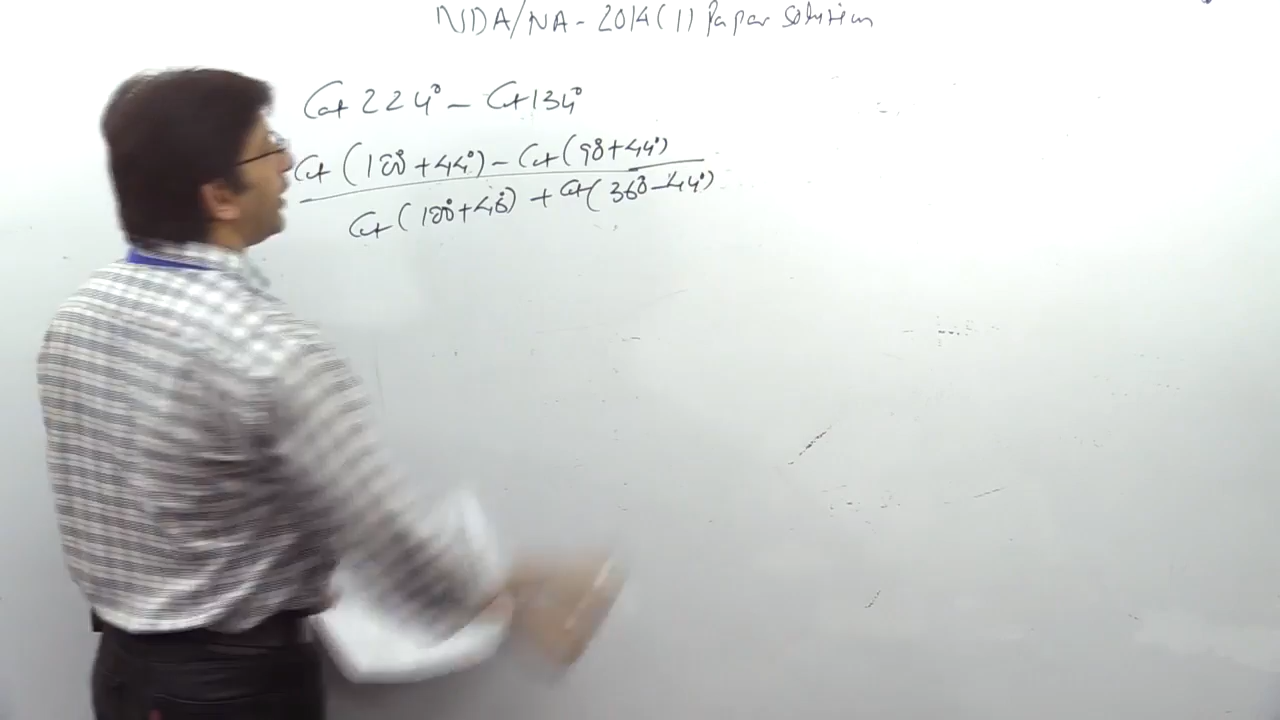 NDA/NA - 2014 (1) Paper Solution
Cot 224° - Cot 134°
Cot (180° + 44°) - Cot (90° + 44°)
Cot (180° + 46°) + Cot (360° - 44°)